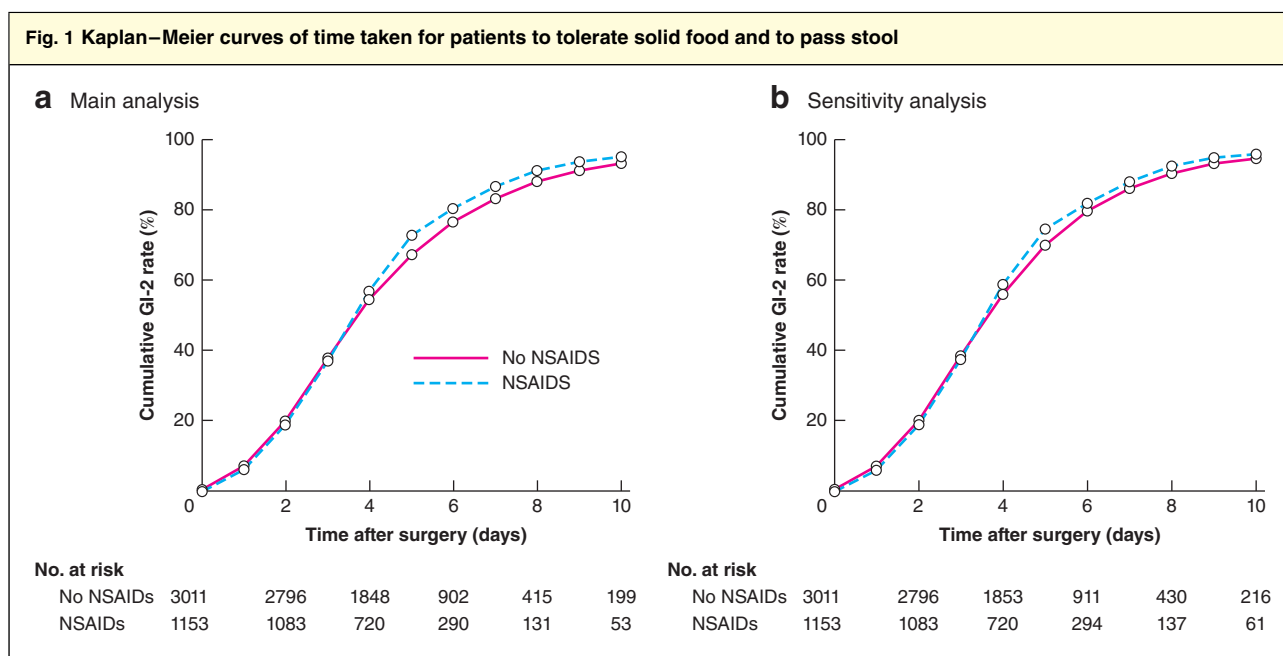 Fig. 1 Kaplan–Meier curves of time taken for patients to tolerate solid food and to pass stool
a Main analysis
100
80
60
40
20
0
Cumulative GI-2 rate (%)
No NSAIDS
NSAIDS
2 4 6 8 10
Time after surgery (days)
No. at risk
No NSAIDs 3011 2796 1848 902 415 199
NSAIDs 1153 1083 720 290 131 53
b Sensitivity analysis
100
80
60
40
20
0
Cumulative GI-2 rate (%)
2 4 6 8 10
Time after surgery (days)
No. at risk
No NSAIDs 3011 2796 1853 911 430 216
NSAIDs 1153 1083 720 294 137 61